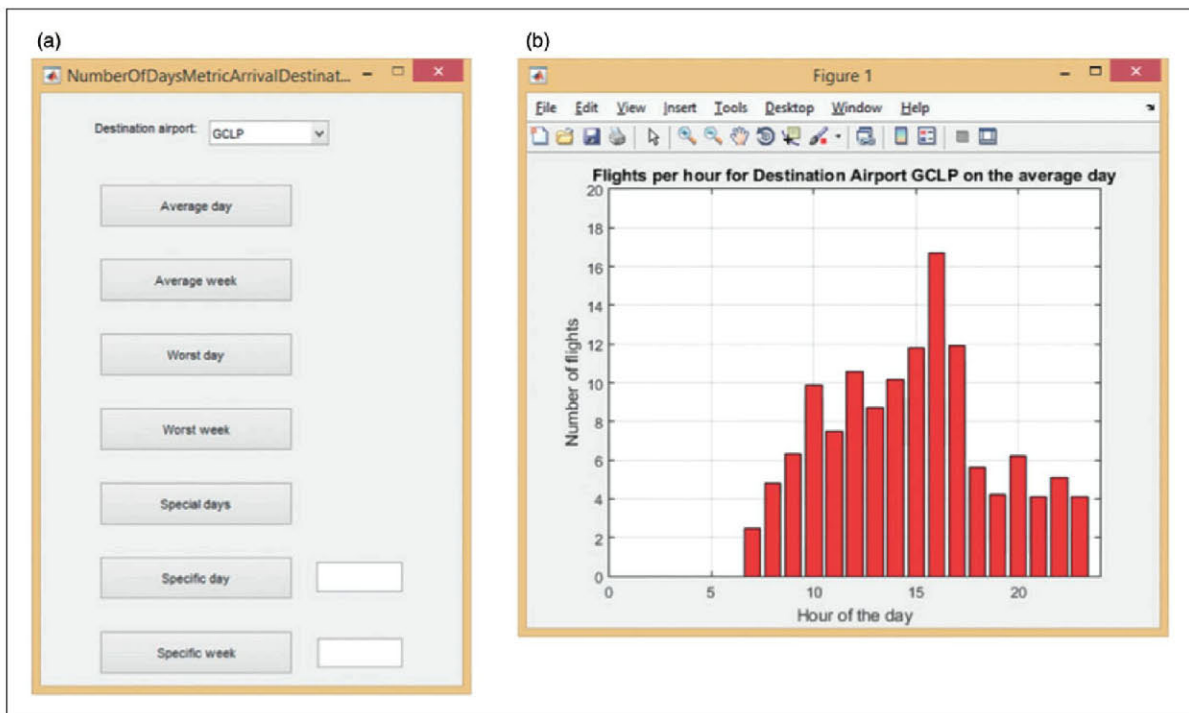 (a)
NumberOfDaysMetricArrivalDestinat...
Destination airport:
GCLP
Average day
Average week
Worst day
Worst week
Special days
Specific day
Specific week
(b)
Figure 1
File Edit View Insert Tools Desktop Window Help
Flights per hour for Destination Airport GCLP on the average day
20
18
16
14
12
10
8
6
4
2
0
Number of flights
0 5 10 15 20
Hour of the day